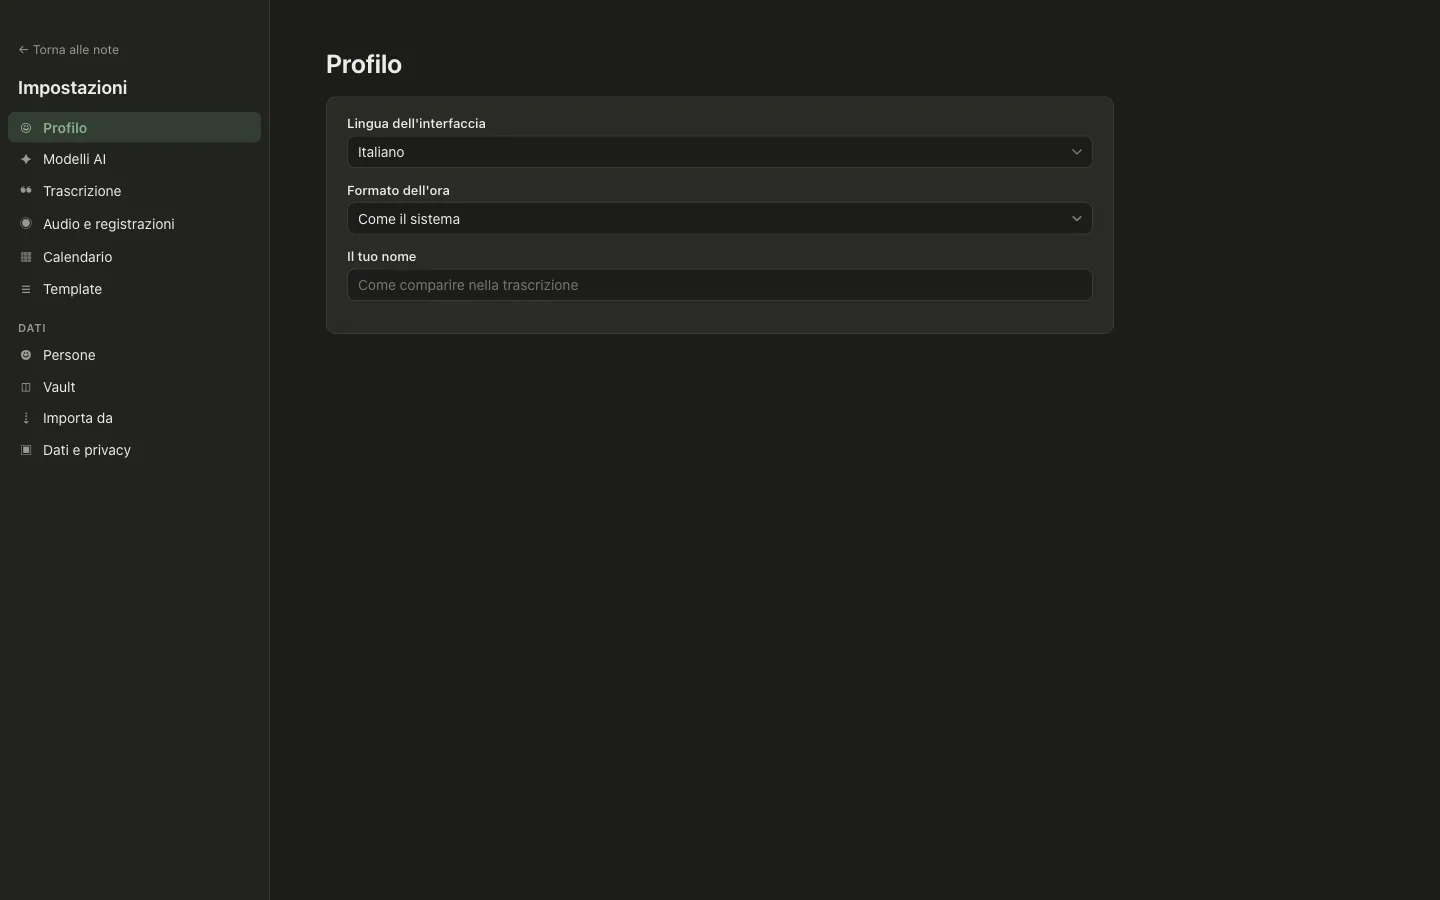 ← Torna alle note
Impostazioni
Profilo
Modelli AI
Trascrizione
Audio e registrazioni
Calendario
Template
DATI
Persone
Vault
Importa da
Dati e privacy
Profilo
Lingua dell'interfaccia
Italiano
Formato dell'ora
Come il sistema
Il tuo nome
Come comparire nella trascrizione